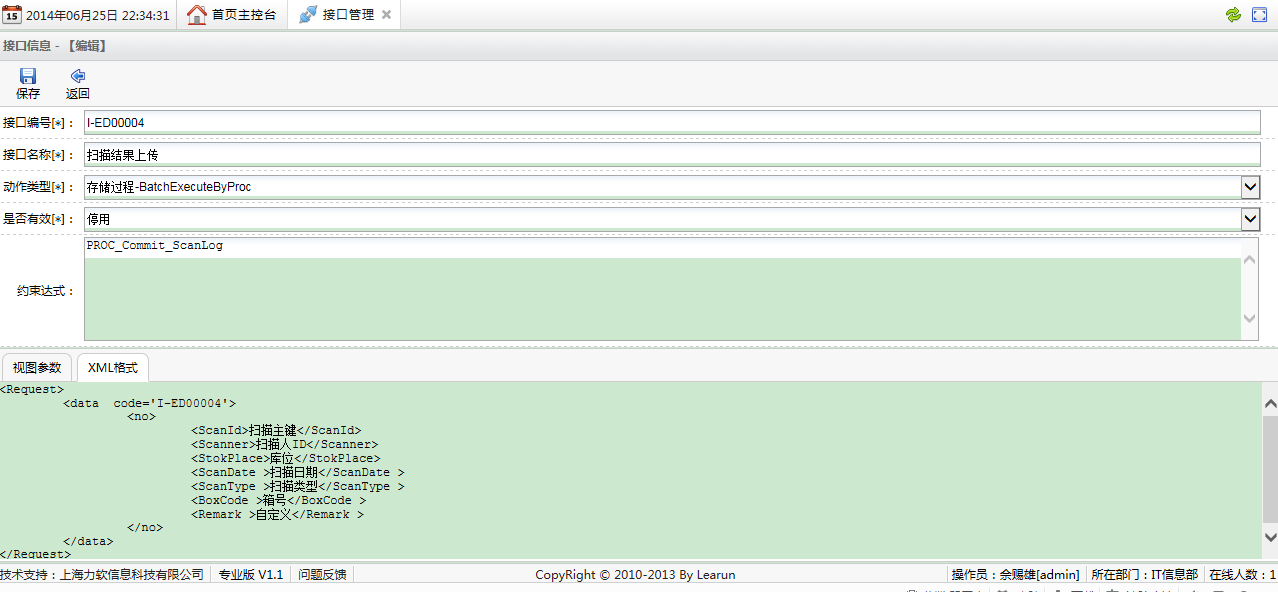 15 2014年06月25日 22:34:31 首页主控台 接口管理
接口信息 - 【编辑】
保存 返回
接口编号[*]： I-ED00004
接口名称[*]： 扫描结果上传
动作类型[*]： 存储过程-BatchExecuteByProc
是否有效[*]： 停用
约束达式： PROC_Commit_ScanLog
视图参数 XML格式
<Request>
<data  code='I-ED00004'>
<no>
<ScanId>扫描主键</ScanId>
<Scanner>扫描人ID</Scanner>
<StokPlace>库位</StokPlace>
<ScanDate >扫描日期</ScanDate >
<ScanType >扫描类型</ScanType >
<BoxCode >箱号</BoxCode >
<Remark >自定义</Remark >
</no>
</data>
</Request>
技术支持：上海力软信息科技有限公司 专业版 V1.1 问题反馈 CopyRight © 2010-2013 By Learun 操作员：佘赐雄[admin] 所在部门：IT信息部 在线人数：1